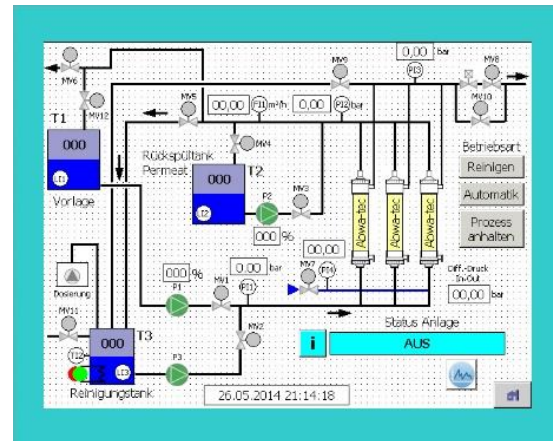 0,00 bar
PI3
MV6
MV9
MV8
MV12
MV10
MV5
00,00 FI1 m³/h
0,00 PI2 bar
T1
000
LI1
Vorlage
MV4
Rückspültank
Permeat
T2
000
LI2
P2
MV3
000 %
Betriebsart
Reinigen
Automatik
Prozess
anhalten
Abwa-tec
Abwa-tec
Abwa-tec
00,00
MV7
PI4
Diff.-Druck
In-Out
00,00 bar
000 %
P1
MV1
0,00 bar
PI1
MV2
Dosierung
MV11
T3
000
TI2
LI3
P3
Reinigungstank
Status Anlage
i
AUS
26.05.2014 21:14:18